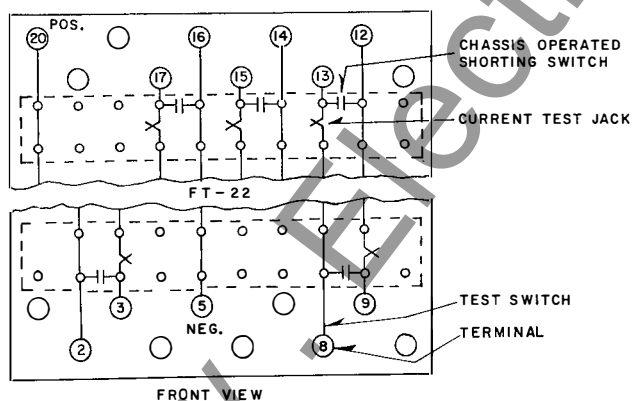 POS.
20 16 14 12
CHASSIS OPERATED
SHORTING SWITCH
17 15 13
CURRENT TEST JACK
FT-22
3 5 9
TEST SWITCH
NEG.
2 8
TERMINAL
FRONT VIEW
. Electri